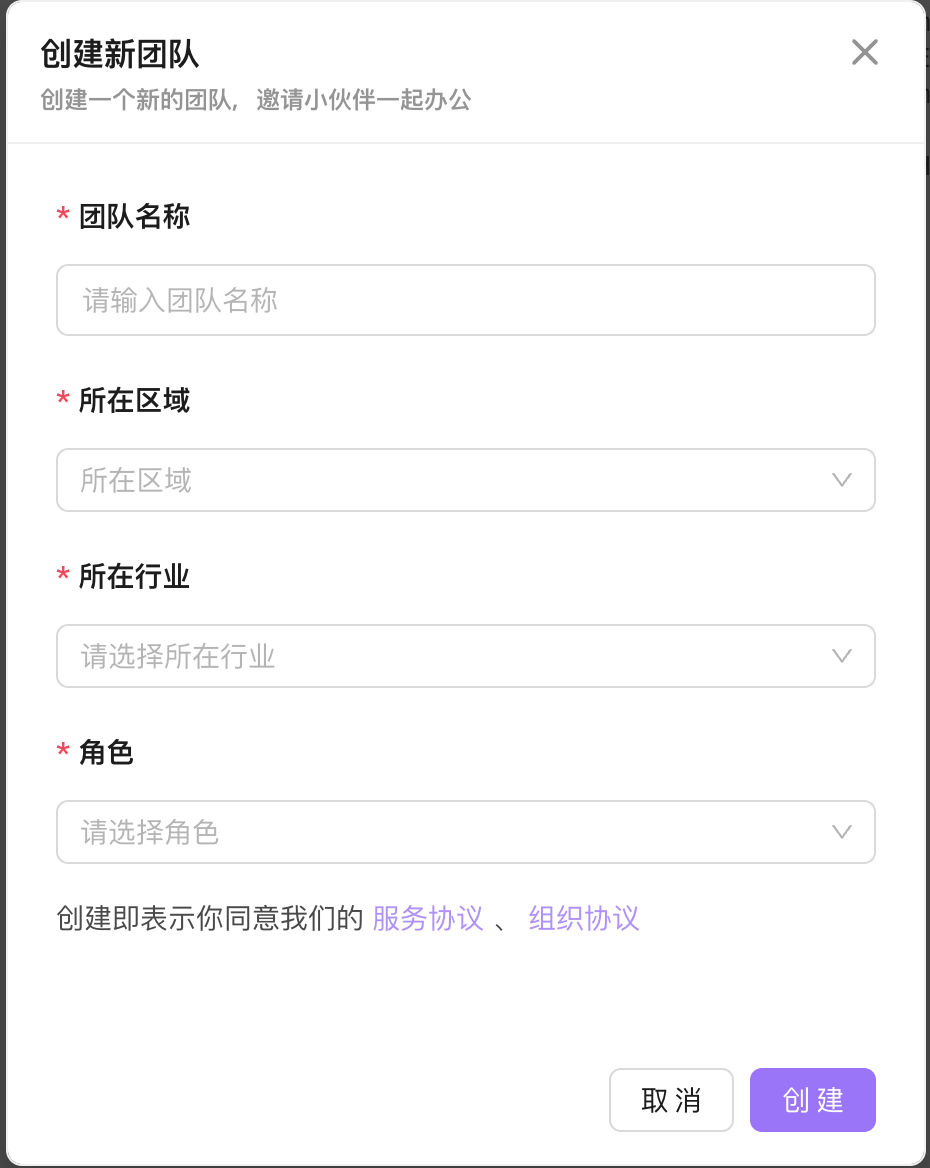 创建新团队
创建一个新的团队，邀请小伙伴一起办公
* 团队名称
请输入团队名称
* 所在区域
所在区域
* 所在行业
请选择所在行业
* 角色
请选择角色
创建即表示你同意我们的 服务协议 、 组织协议
取 消 创 建